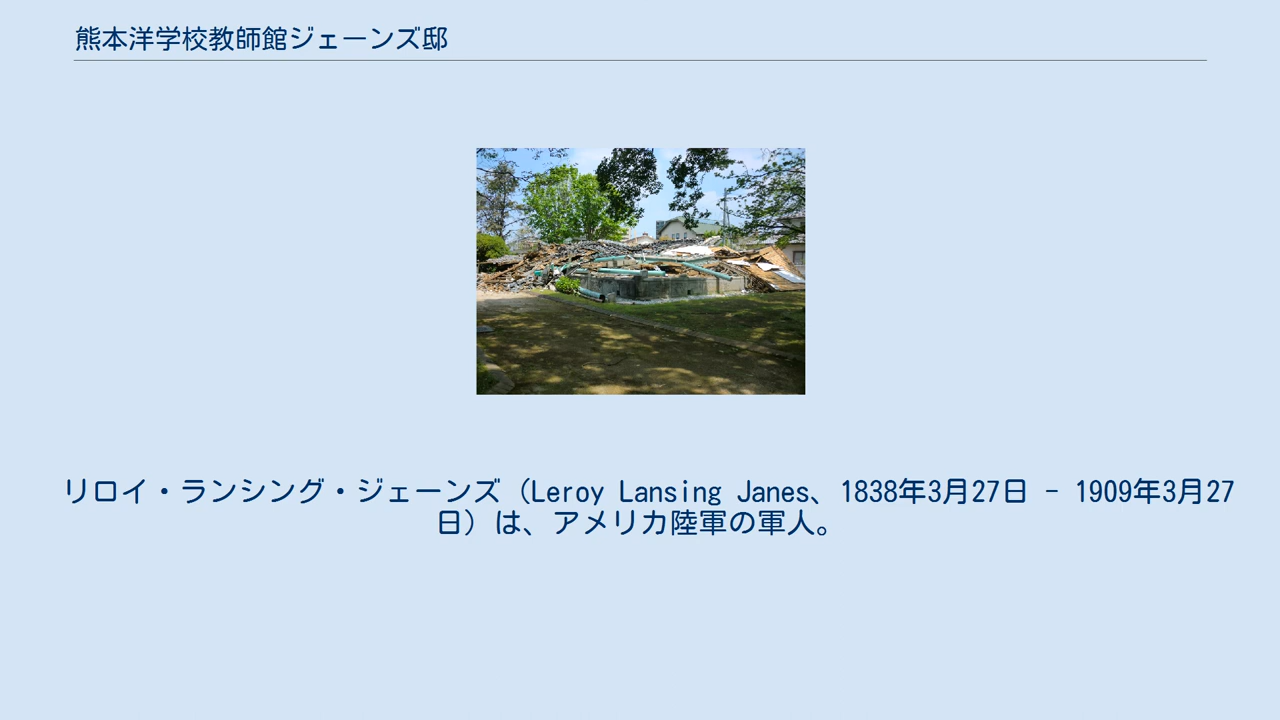 熊本洋学校教師館ジェーンズ邸
リロイ・ランシング・ジェーンズ（Leroy Lansing Janes、1838年3月27日 - 1909年3月27
日）は、アメリカ陸軍の軍人。